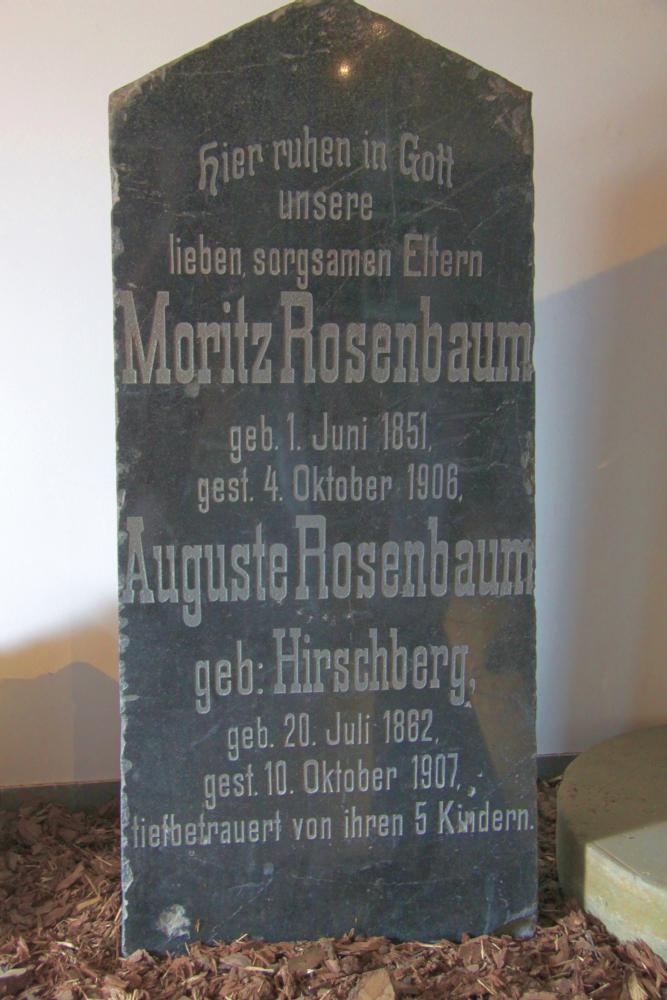 Hier ruhen in Gott
unsere
lieben, sorgsamen Eltern
Moritz Rosenbaum
geb. 1. Juni 1851,
gest. 4. Oktober 1906,
Auguste Rosenbaum
geb: Hirschberg,
geb. 20. Juli 1862,
gest. 10. Oktober 1907,
tiefbetrauert von ihren 5 Kindern.